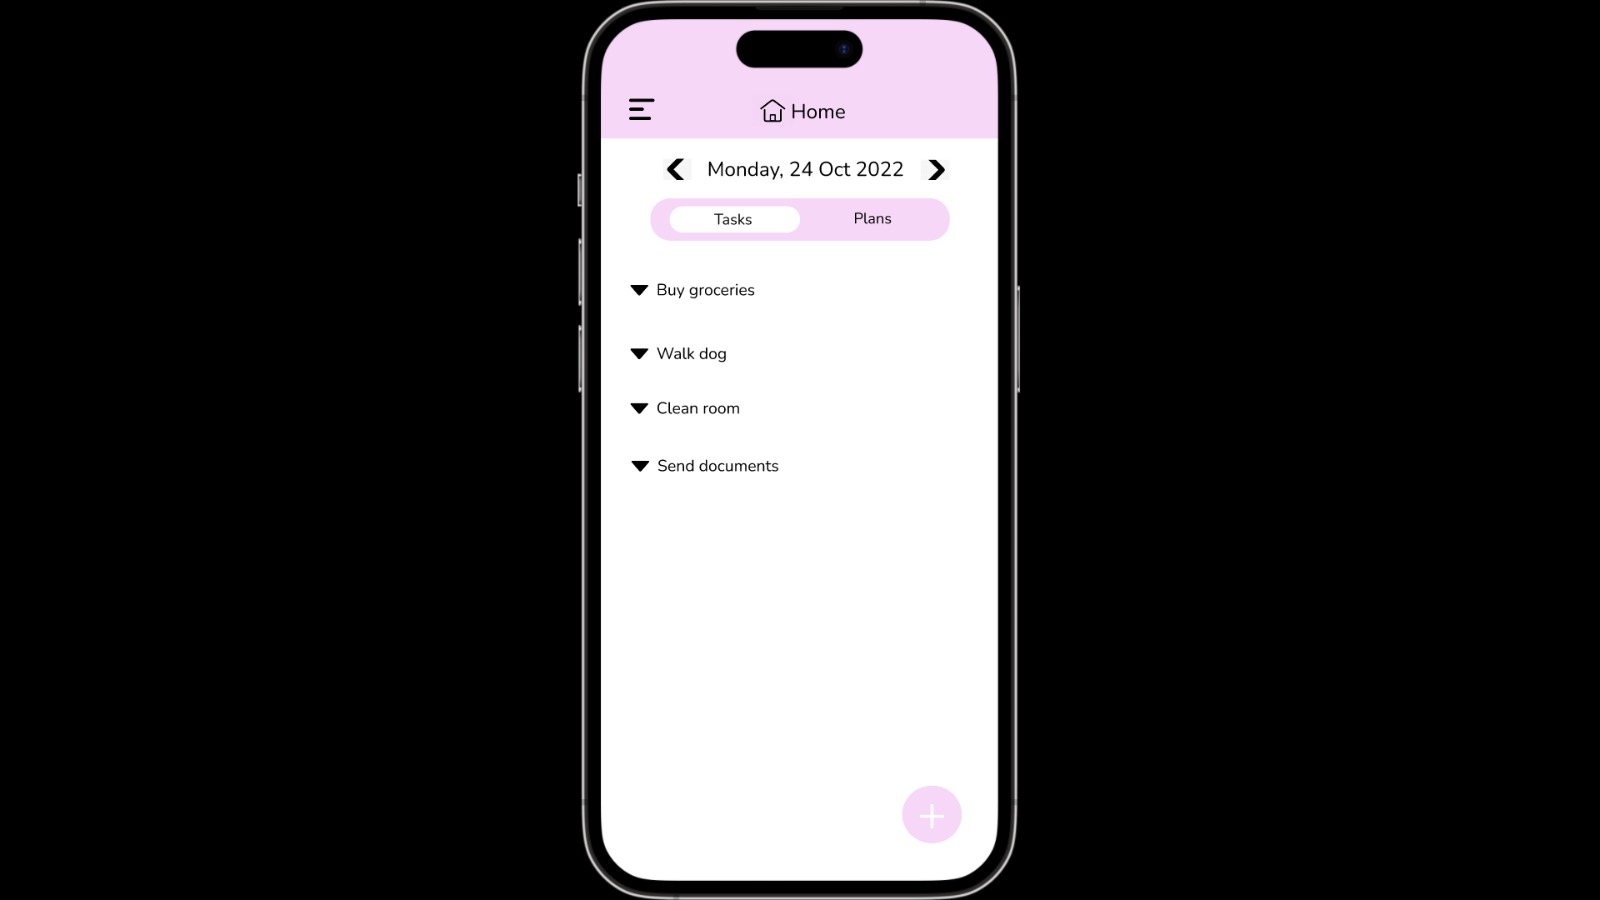 Home
Monday, 24 Oct 2022
Tasks Plans
Buy groceries
Walk dog
Clean room
Send documents